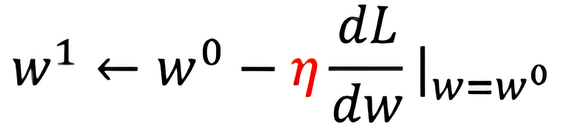 w¹ ← w⁰ − η dL/dw |w=w⁰